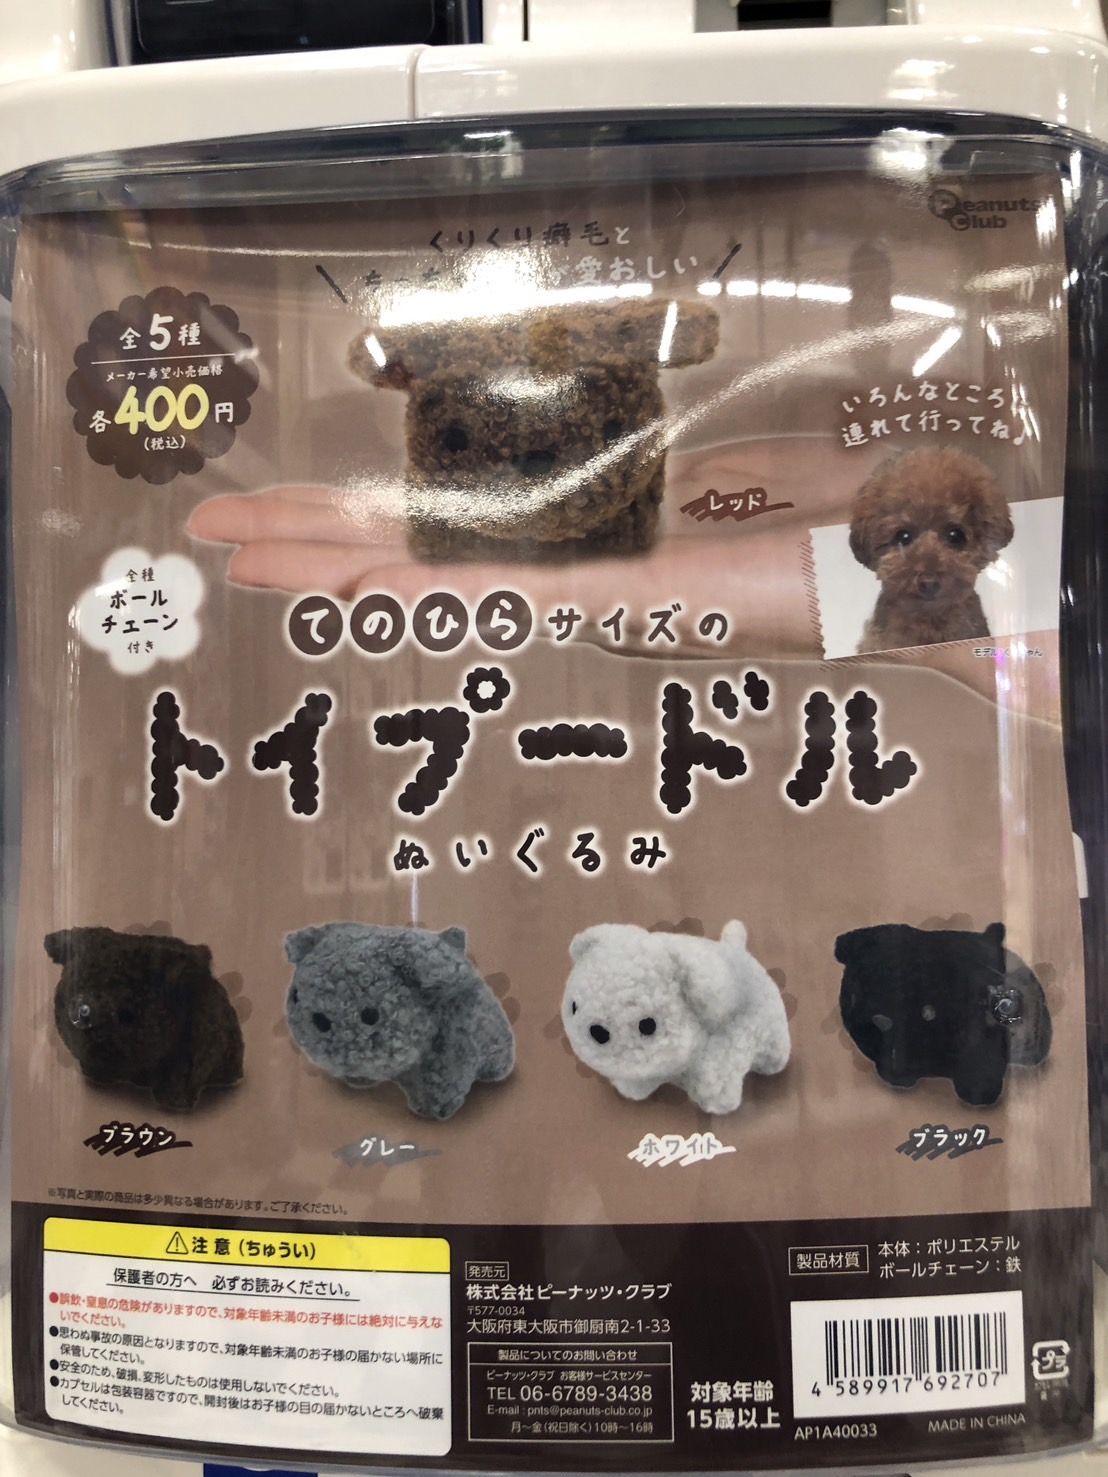 Peanuts Club
くりくり癖毛と
が愛おしい
全5種
メーカー希望小売価格
各400円
(税込)
いろんなところに
連れて行ってね♪
レッド
全種
ボール
チェーン
付き
てのひらサイズの
トイプードル
ぬいぐるみ
ブラウン
グレー
ホワイト
ブラック
※写真と実際の商品は多少異なる場合があります。ご了承ください。
⚠注意(ちゅうい)
保護者の方へ 必ずお読みください。
●誤飲・窒息の危険がありますので、対象年齢未満のお子様には絶対に与えな
いでください。
●思わぬ事故の原因となりますので、対象年齢未満のお子様の届かない場所に
保管してください。
●安全のため、破損、変形したものは使用しないでください。
●カプセルは包装容器ですので、開封後はお子様の目の届かないところへ破棄
してください。
発売元
株式会社ピーナッツ・クラブ
〒577-0034
大阪府東大阪市御厨南2-1-33
製品についてのお問い合わせ
ピーナッツ・クラブ お客様サービスセンター
TEL 06-6789-3438
E-mail : pnts@peanuts-club.co.jp
月〜金(祝日除く)10時〜16時
対象年齢
15歳以上
製品材質
本体:ポリエステル
ボールチェーン:鉄
4 589917 692707
プラ
AP1A40033
MADE IN CHINA